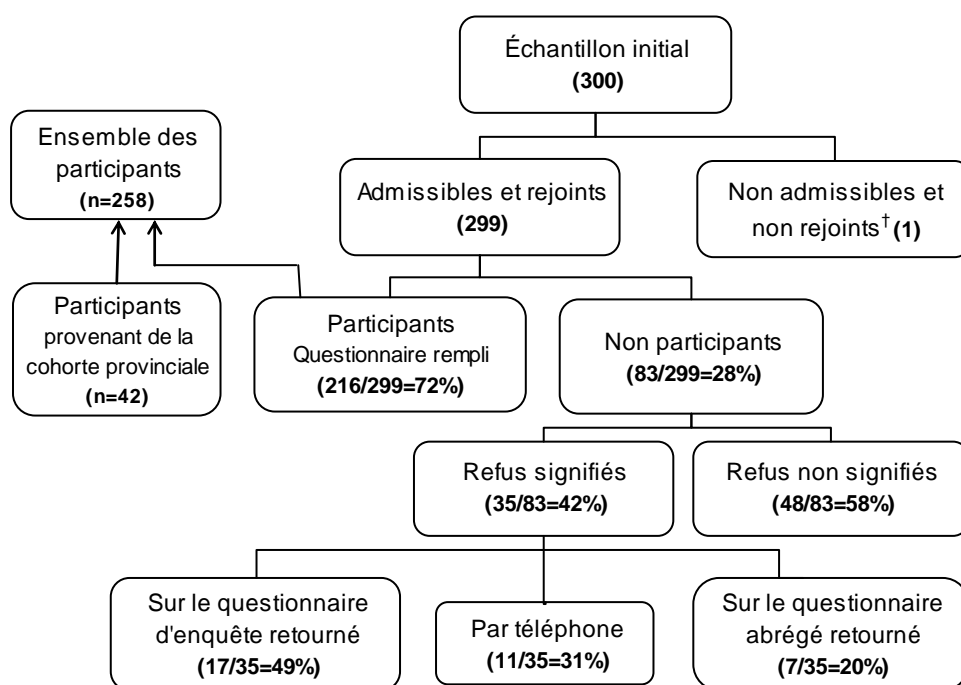 Échantillon initial
(300)
Ensemble des
participants
(n=258)
Admissibles et rejoints
(299)
Non admissibles et
non rejoints† (1)
Participants
provenant de la
cohorte provinciale
(n=42)
Participants
Questionnaire rempli
(216/299=72%)
Non participants
(83/299=28%)
Refus signifiés
(35/83=42%)
Refus non signifiés
(48/83=58%)
Sur le questionnaire
d'enquête retourné
(17/35=49%)
Par téléphone
(11/35=31%)
Sur le questionnaire
abrégé retourné
(7/35=20%)